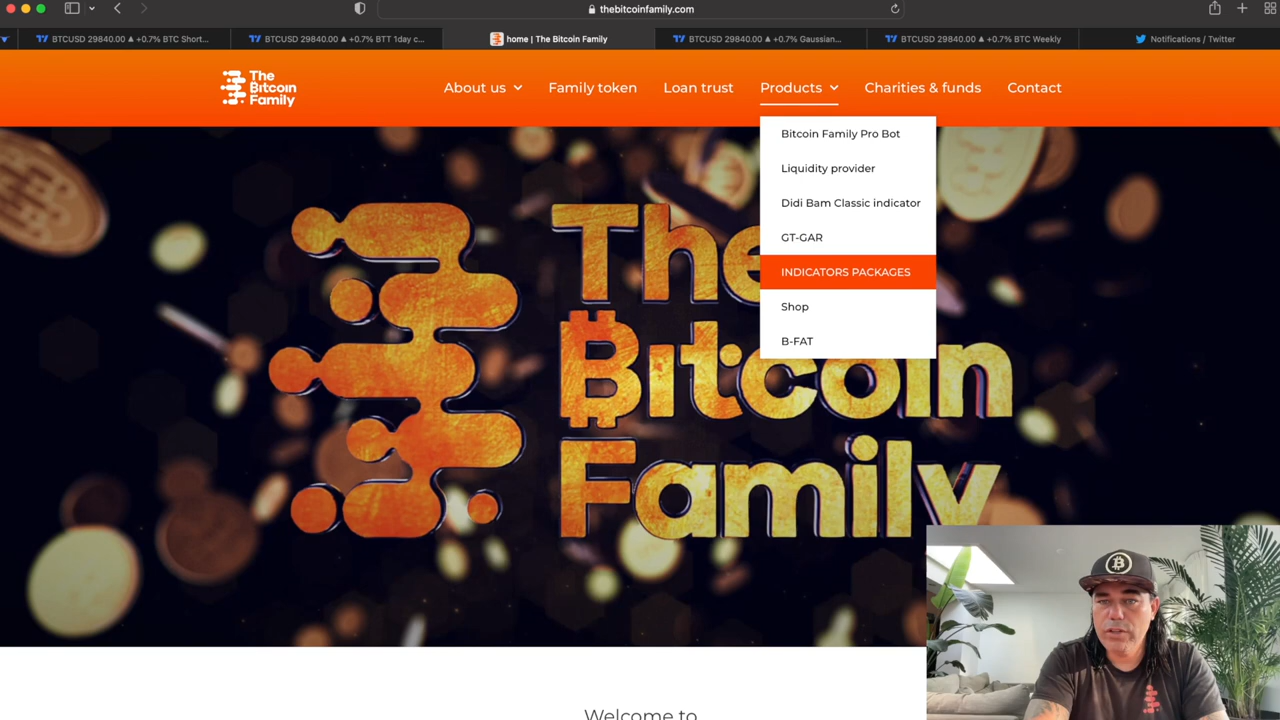 thebitcoinfamily.com
BTCUSD 29840.00 ▲ +0.7% BTC Short...
BTCUSD 29840.00 ▲ +0.7% BTT 1day c...
home | The Bitcoin Family
BTCUSD 29840.00 ▲ +0.7% Gaussian...
BTCUSD 29840.00 ▲ +0.7% BTC Weekly
Notifications / Twitter
The
Bitcoin
Family
About us
Family token
Loan trust
Products
Charities & funds
Contact
Bitcoin Family Pro Bot
Liquidity provider
Didi Bam Classic indicator
GT-GAR
INDICATORS PACKAGES
Shop
B-FAT
The
Bitcoin
Family
Welcome to